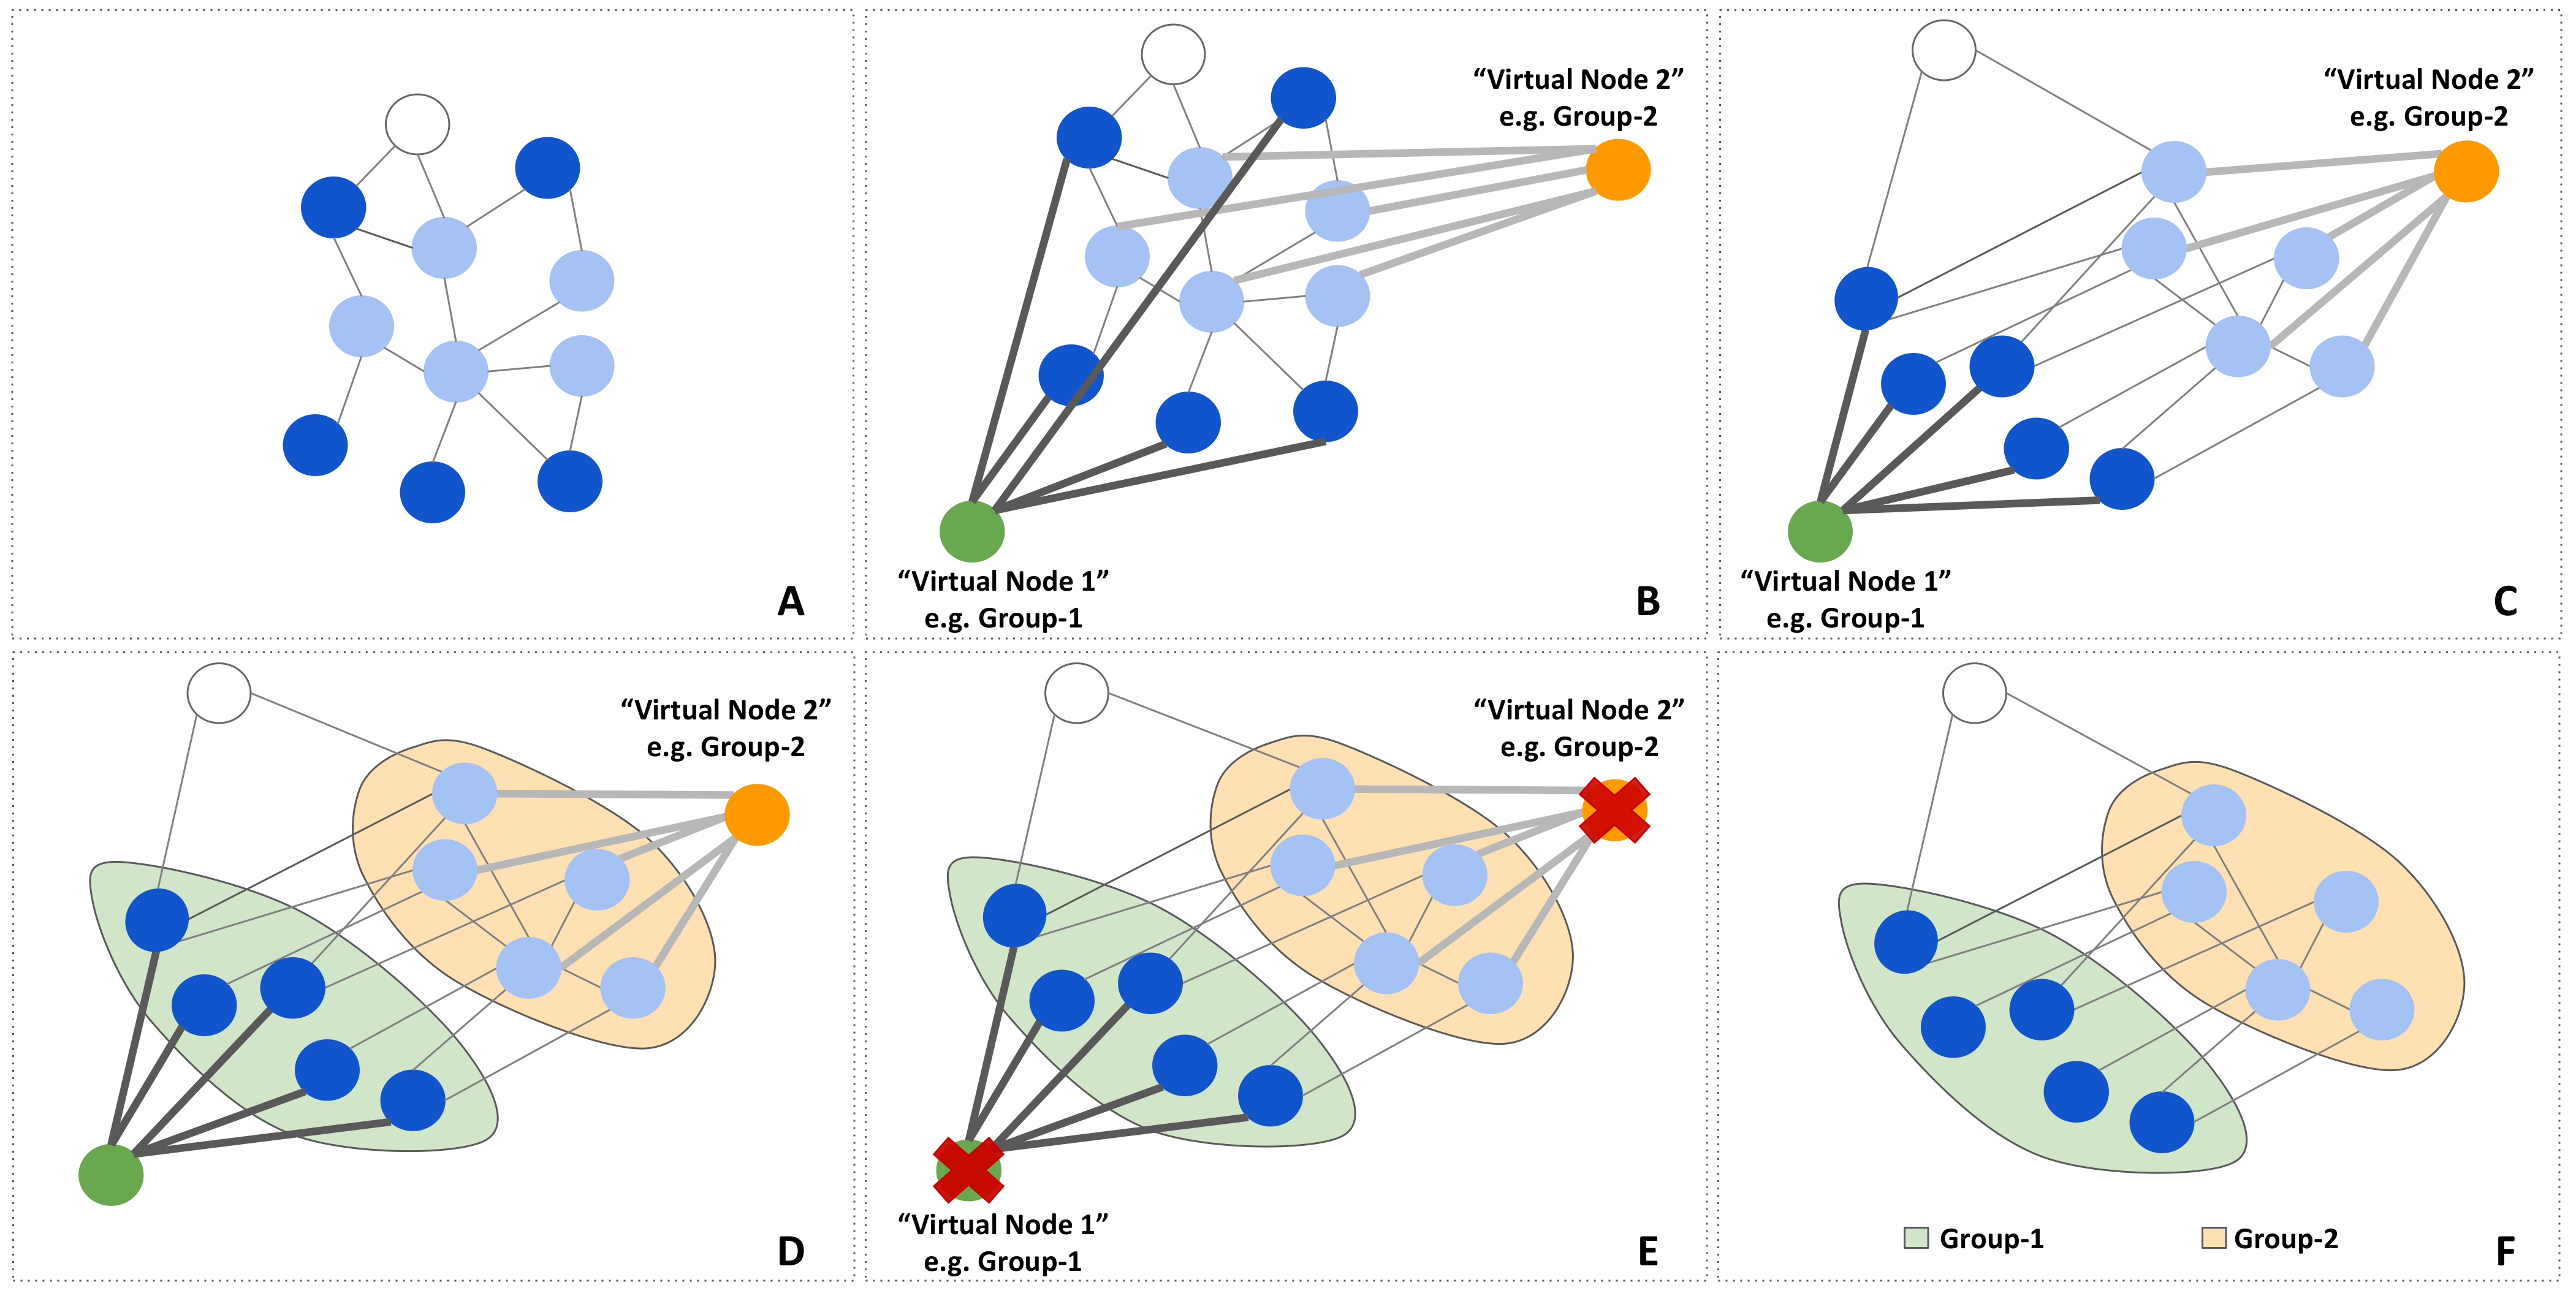 A
“Virtual Node 2”
e.g. Group-2
“Virtual Node 1”
e.g. Group-1
B
“Virtual Node 2”
e.g. Group-2
“Virtual Node 1”
e.g. Group-1
C
“Virtual Node 2”
e.g. Group-2
D
“Virtual Node 2”
e.g. Group-2
“Virtual Node 1”
e.g. Group-1
E
Group-1
Group-2
F